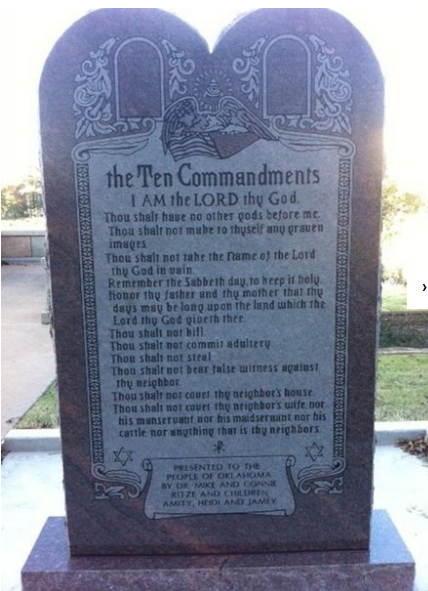 the Ten Commandments
I AM the LORD thy God.
Thou shalt have no other gods before me.
Thou shalt not make to thyself any graven
images.
Thou shalt not take the Name of the Lord
thy God in vain.
Remember the Sabbeth day, to keep it holy.
Honor thy father and thy mother that thy
days may be long upon the land which the
Lord thy God giveth thee.
Thou shalt not kill.
Thou shalt not commit adultery.
Thou shalt not steal.
Thou shalt not bear false witness against
thy neighbor.
Thou shalt not covet thy neighbor's house.
Thou shalt not covet thy neighbor's wife nor
his manservant nor his maidservant nor his
cattle nor anything that is thy neighbor's.
PRESENTED TO THE
PEOPLE OF OKLAHOMA
BY DR. MIKE AND CONNIE
RITZE AND CHILDREN
AMITY, HEIDI AND JAMEY